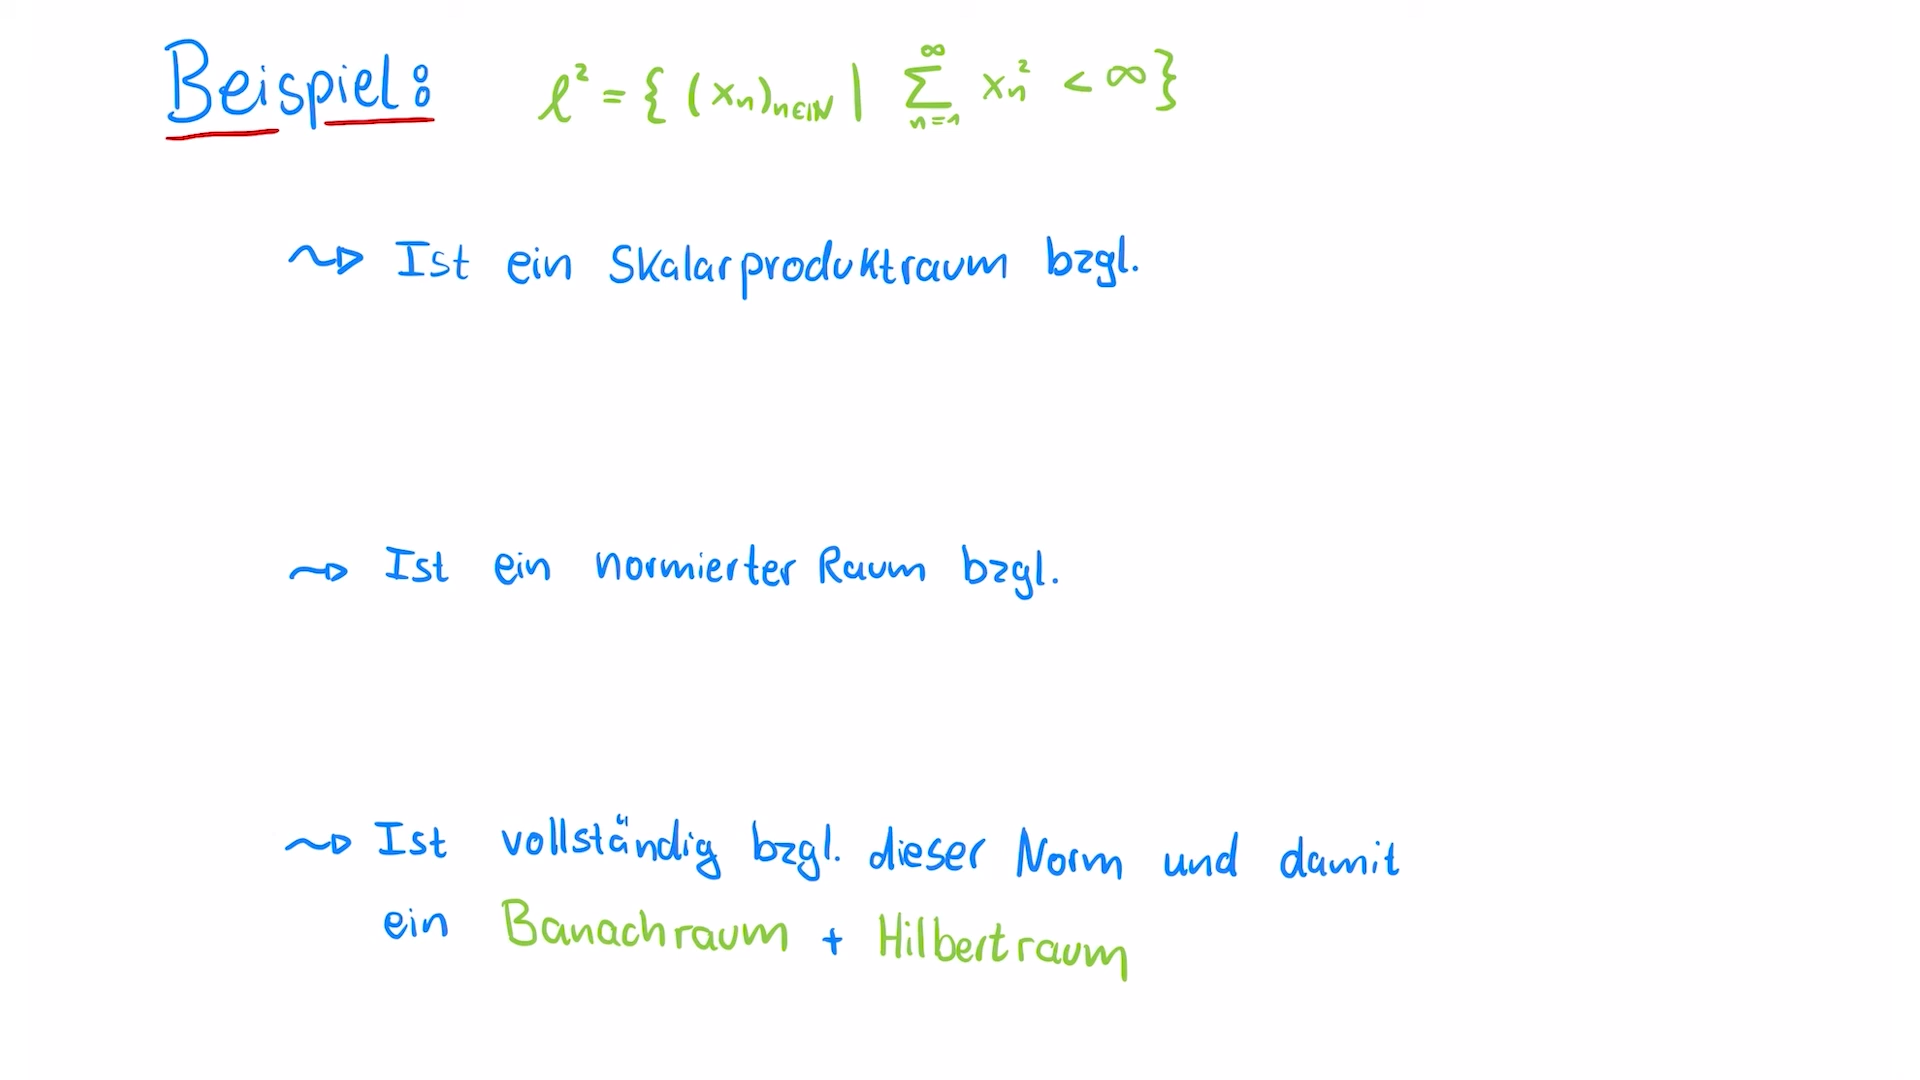 Beispiel: ℓ² = { (xₙ)ₙ∈ℕ | ∑_{n=1}^{∞} xₙ² < ∞ }
⇝ Ist ein Skalarproduktraum bzgl.
⇝ Ist ein normierter Raum bzgl.
⇝ Ist vollständig bzgl. dieser Norm und damit
ein Banachraum + Hilbertraum